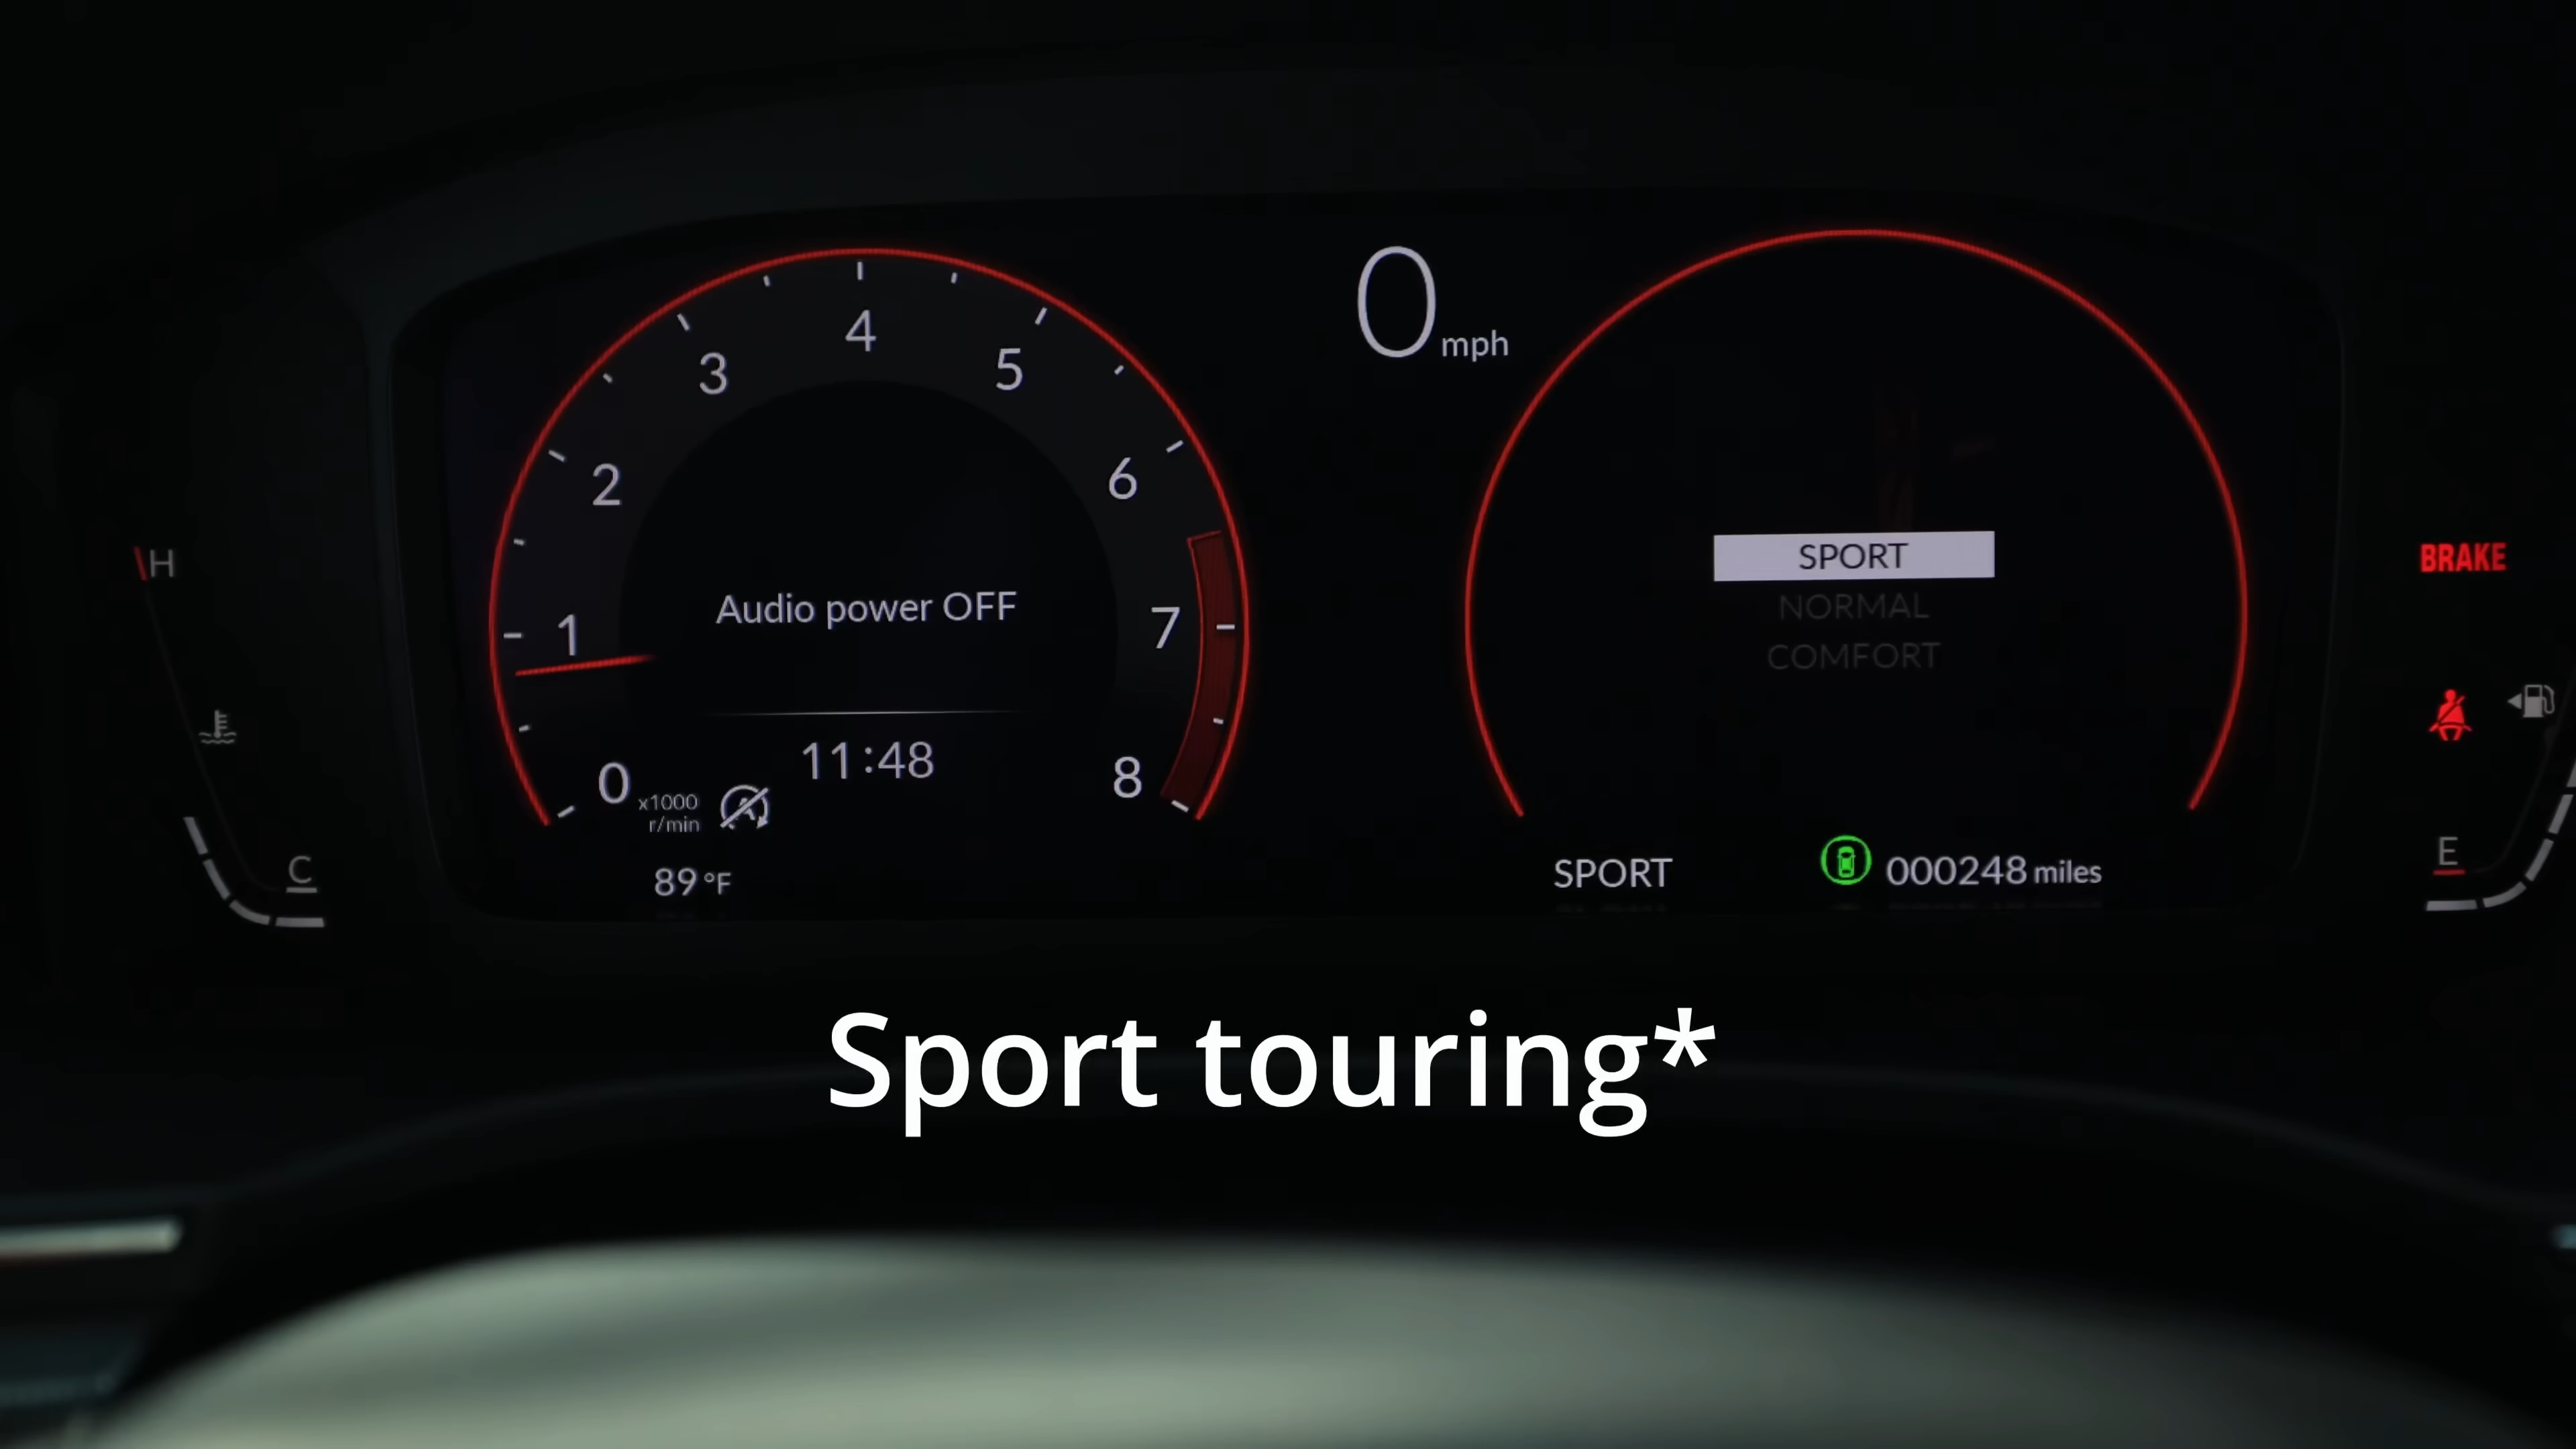 0 mph
4
3
5
2
6
SPORT
H
BRAKE
Audio power OFF
NORMAL
1
7
COMFORT
11:48
0
8
x1000
r/min
C
E
SPORT
000248 miles
89 °F
Sport touring*